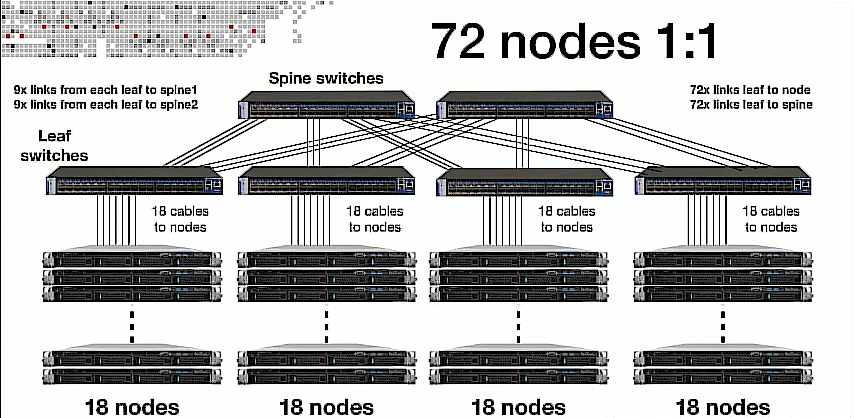 72 nodes 1:1
Spine switches
9x links from each leaf to spine1
9x links from each leaf to spine2
72x links leaf to node
72x links leaf to spine
Leaf
switches
18 cables
to nodes
18 cables
to nodes
18 cables
to nodes
18 cables
to nodes
18 nodes
18 nodes
18 nodes
18 nodes